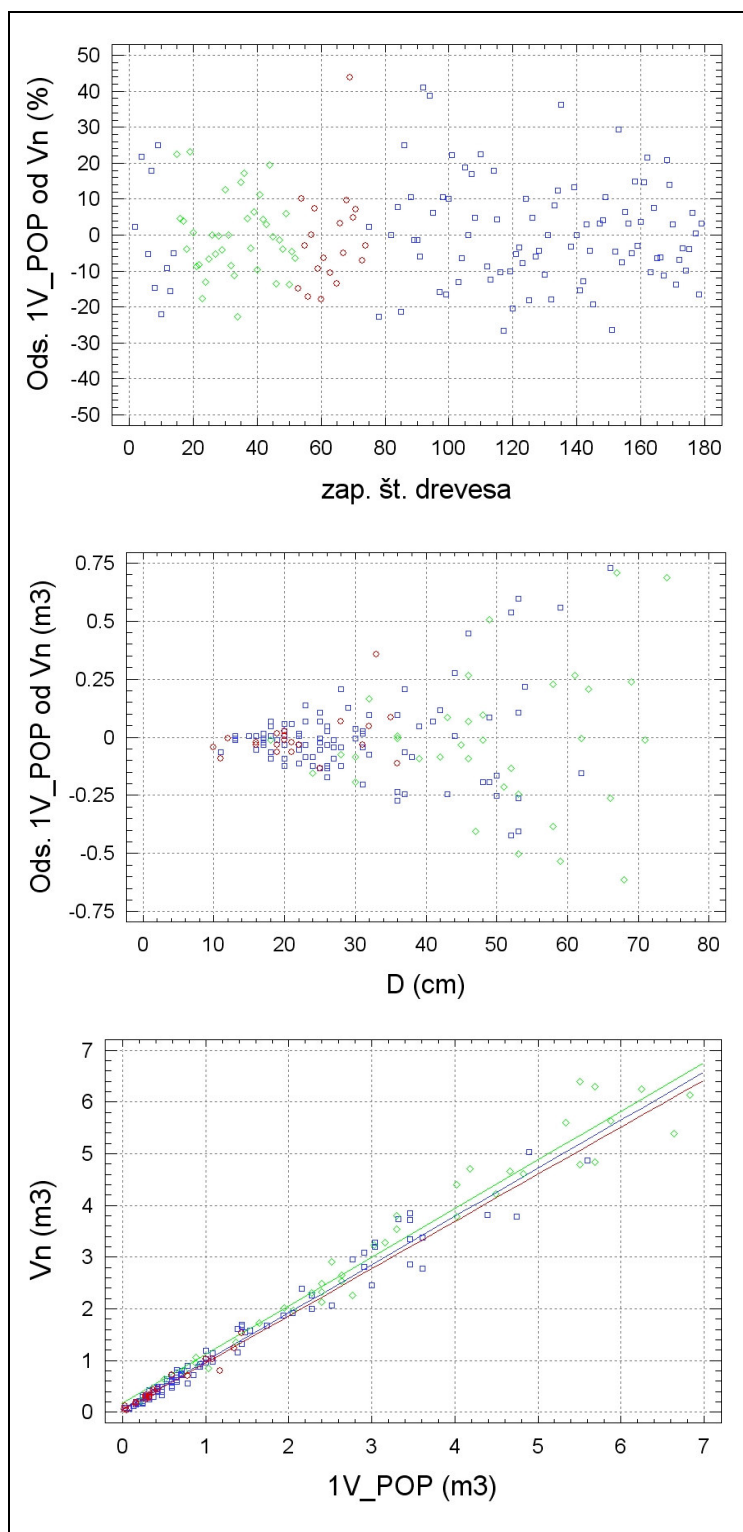 Ods. 1V_POP od Vn (%)
50
40
30
20
10
0
-10
-20
-30
-40
-50
0 20 40 60 80 100 120 140 160 180
zap. št. drevesa
Ods. 1V_POP od Vn (m3)
0.75
0.5
0.25
0
-0.25
-0.5
-0.75
0 10 20 30 40 50 60 70 80
D (cm)
Vn (m3)
7
6
5
4
3
2
1
0
0 1 2 3 4 5 6 7
1V_POP (m3)